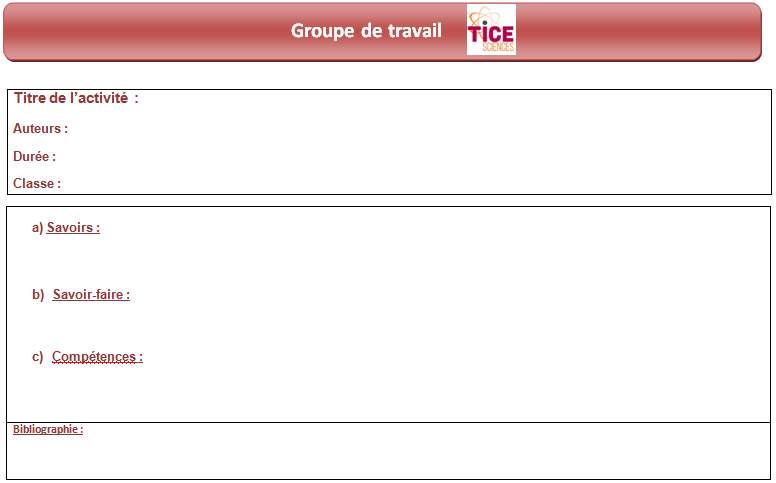 Groupe de travail
TiCE
SCIENCES
Titre de l'activité :
Auteurs :
Durée :
Classe :
a) Savoirs :
b) Savoir-faire :
c) Compétences :
Bibliographie :